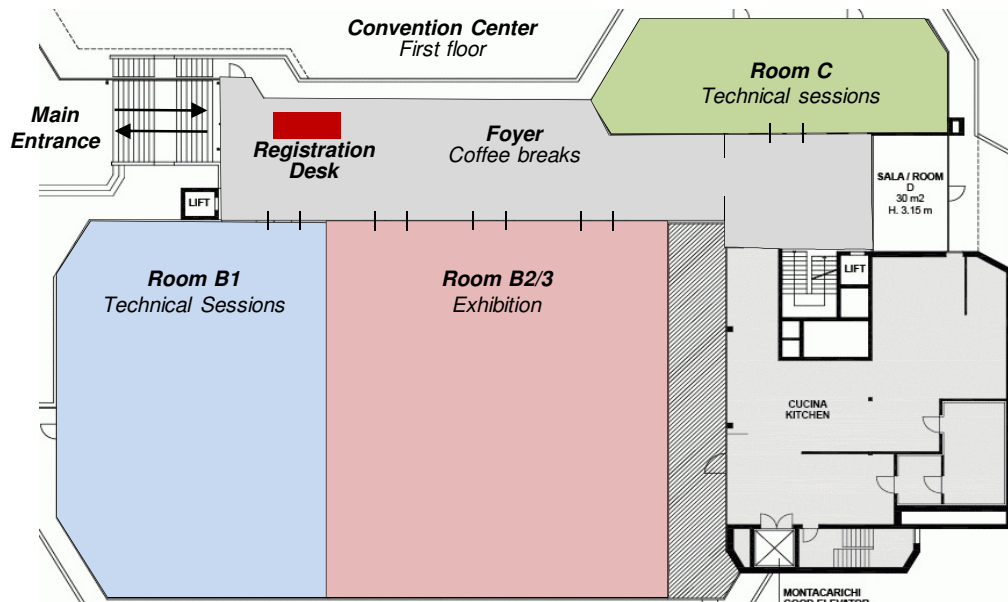 Convention Center
First floor
Main
Entrance
Registration
Desk
Foyer
Coffee breaks
Room C
Technical sessions
SALA / ROOM
D
30 m2
H. 3.15 m
LIFT
Room B1
Technical Sessions
Room B2/3
Exhibition
LIFT
CUCINA
KITCHEN
MONTACARICHI